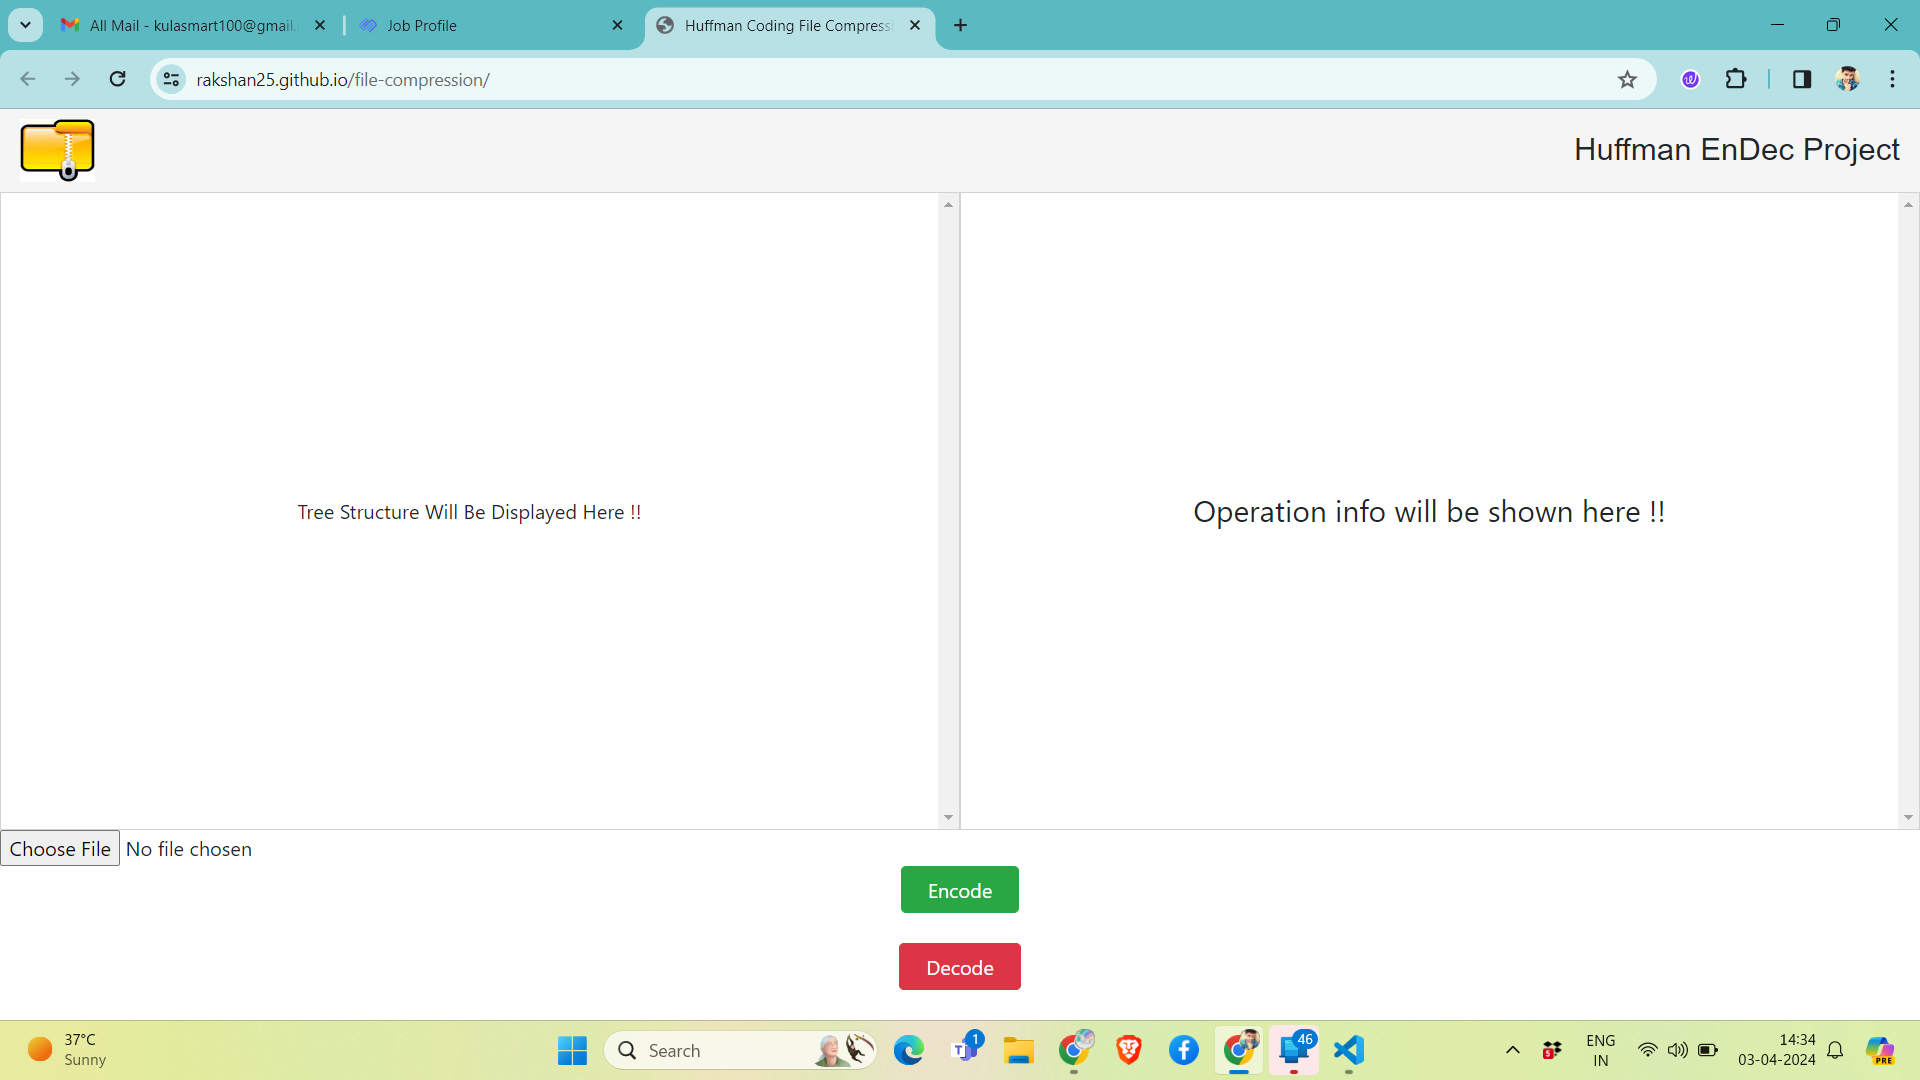 All Mail - kulasmart100@gmail.
Job Profile
Huffman Coding File Compress
rakshan25.github.io/file-compression/
Huffman EnDec Project
Tree Structure Will Be Displayed Here !!
Operation info will be shown here !!
Choose File No file chosen
Encode
Decode
37°C
Sunny
Search
1
46
5
ENG
IN
14:34
03-04-2024
PRE